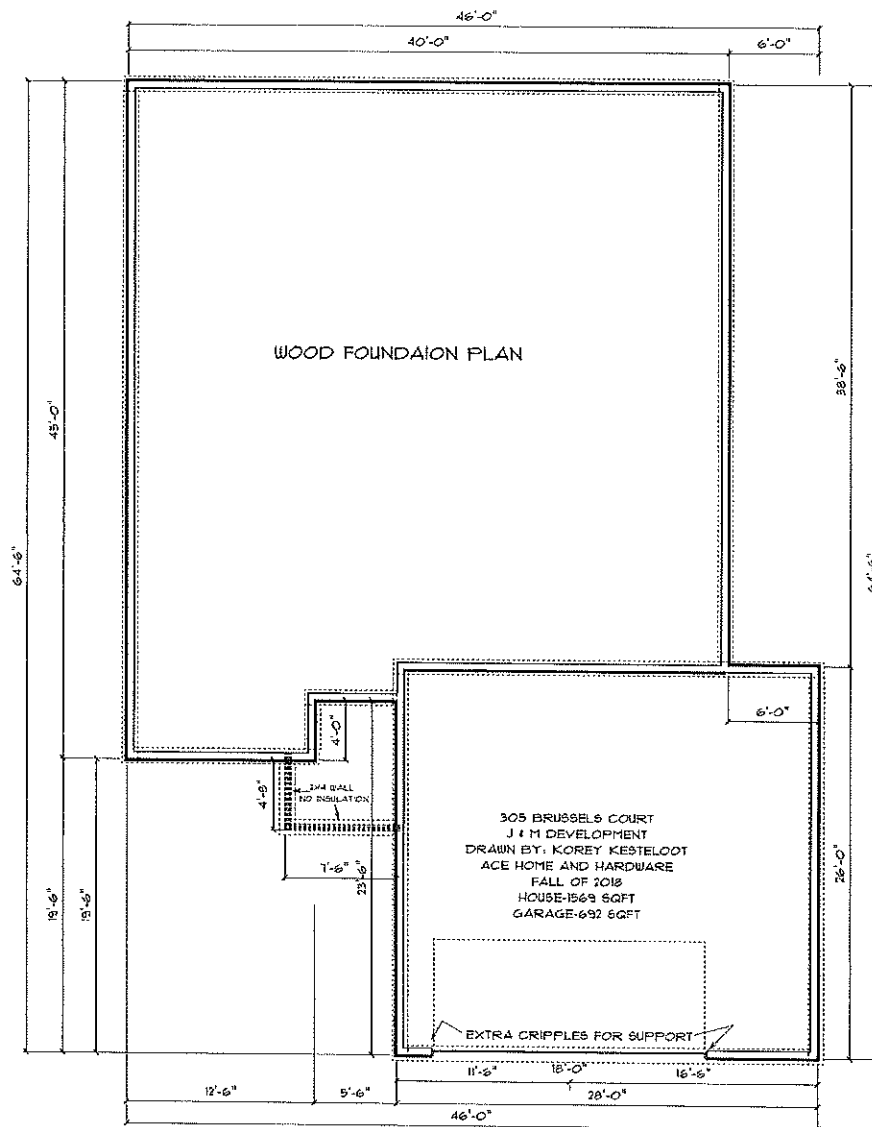 46'-0"
40'-0"
6'-0"
WOOD FOUNDAION PLAN
38'-6"
45'-0"
64'-6"
64'-6"
6'-0"
4'-0"
2X4 WALL
NO INSULATION
4'-8"
7'-6"
23'-6"
19'-6"
19'-6"
305 BRUSSELS COURT
J & M DEVELOPMENT
DRAWN BY: KOREY KESTELOOT
ACE HOME AND HARDWARE
FALL OF 2018
HOUSE-1569 SQFT
GARAGE-692 SQFT
26'-0"
EXTRA CRIPPLES FOR SUPPORT
11'-6"
18'-0"
16'-6"
12'-6"
5'-6"
28'-0"
46'-0"